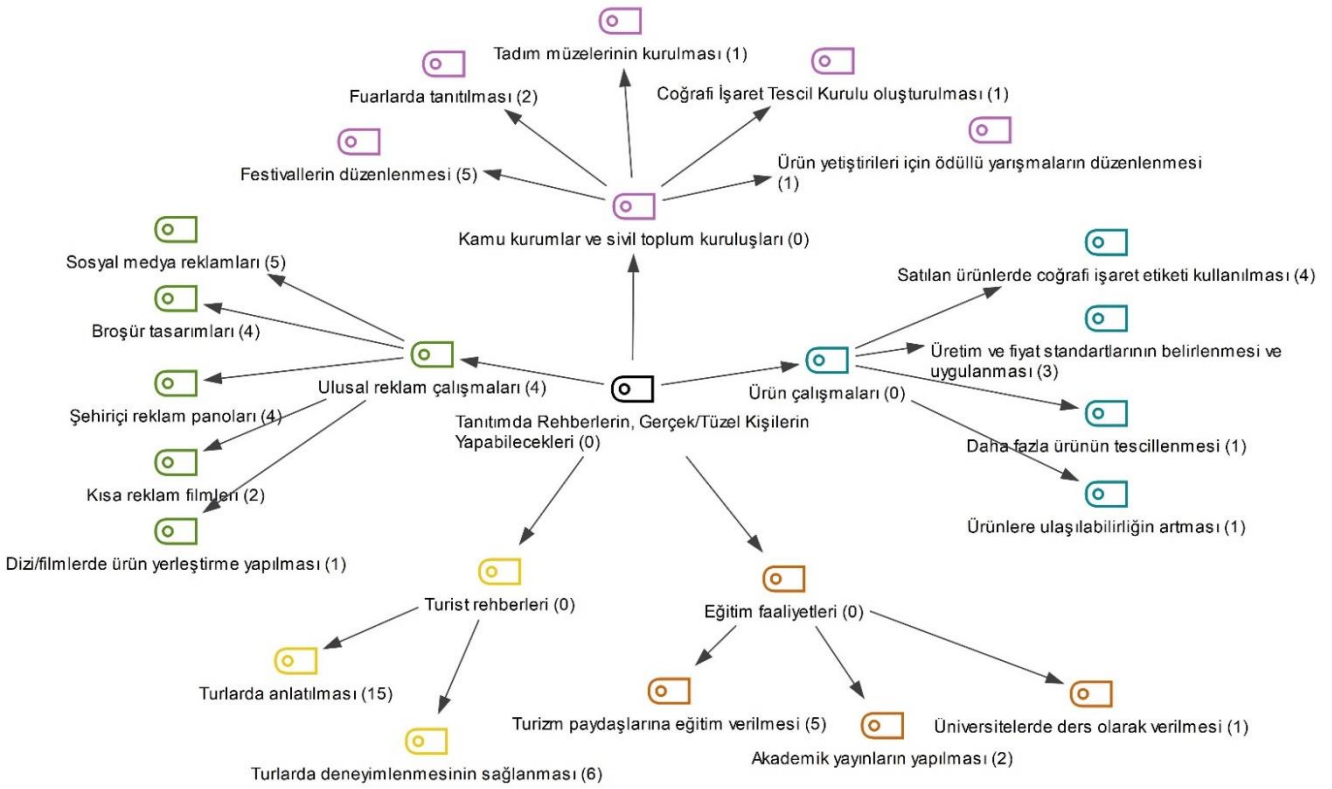 Tadım müzelerinin kurulması (1)
Fuarlarda tanıtılması (2)
Coğrafi İşaret Tescil Kurulu oluşturulması (1)
Festivallerin düzenlenmesi (5)
Ürün yetiştirileri için ödüllü yarışmaların düzenlenmesi
(1)
Kamu kurumlar ve sivil toplum kuruluşları (0)
Sosyal medya reklamları (5)
Broşür tasarımları (4)
Şehiriçi reklam panoları (4)
Kısa reklam filmleri (2)
Dizi/filmlerde ürün yerleştirme yapılması (1)
Ulusal reklam çalışmaları (4)
Tanıtımda Rehberlerin, Gerçek/Tüzel Kişilerin
Yapabilecekleri (0)
Ürün çalışmaları (0)
Satılan ürünlerde coğrafi işaret etiketi kullanılması (4)
Üretim ve fiyat standartlarının belirlenmesi ve
uygulanması (3)
Daha fazla ürünün tescillenmesi (1)
Ürünlere ulaşılabilirliğin artması (1)
Turist rehberleri (0)
Turlarda anlatılması (15)
Turlarda deneyimlenmesinin sağlanması (6)
Eğitim faaliyetleri (0)
Turizm paydaşlarına eğitim verilmesi (5)
Akademik yayınların yapılması (2)
Üniversitelerde ders olarak verilmesi (1)